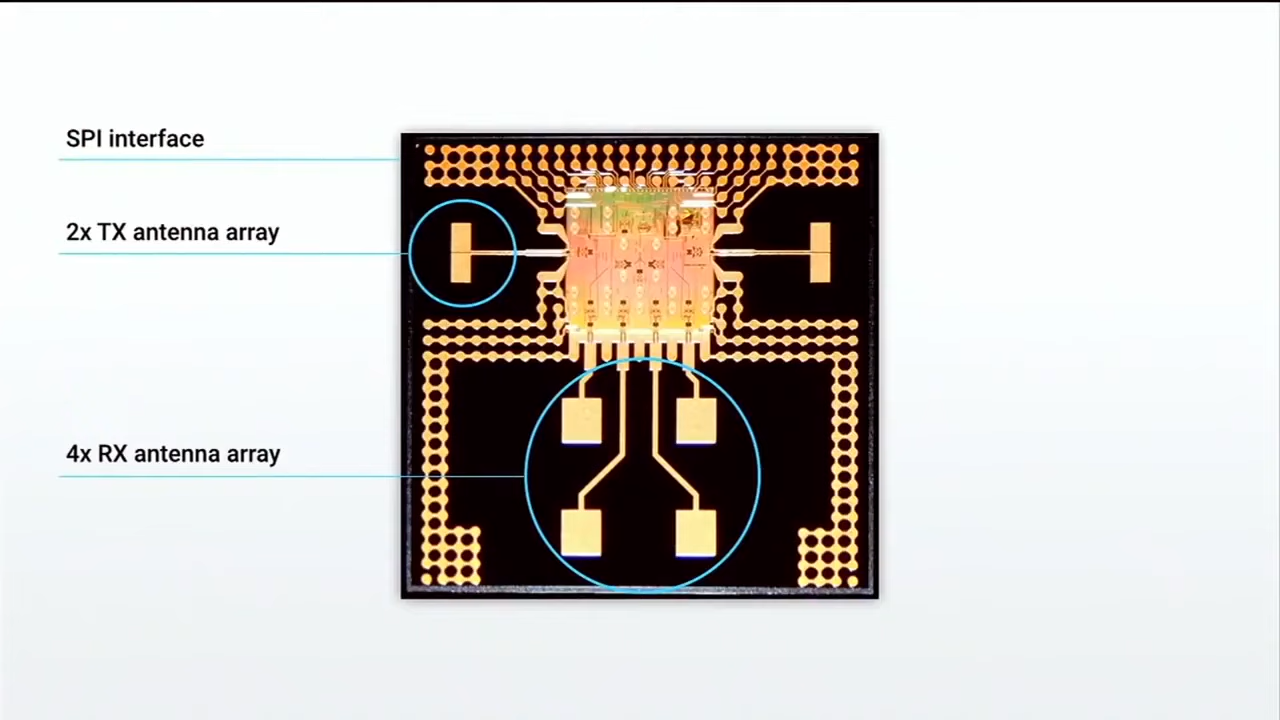 SPI interface
2x TX antenna array
4x RX antenna array